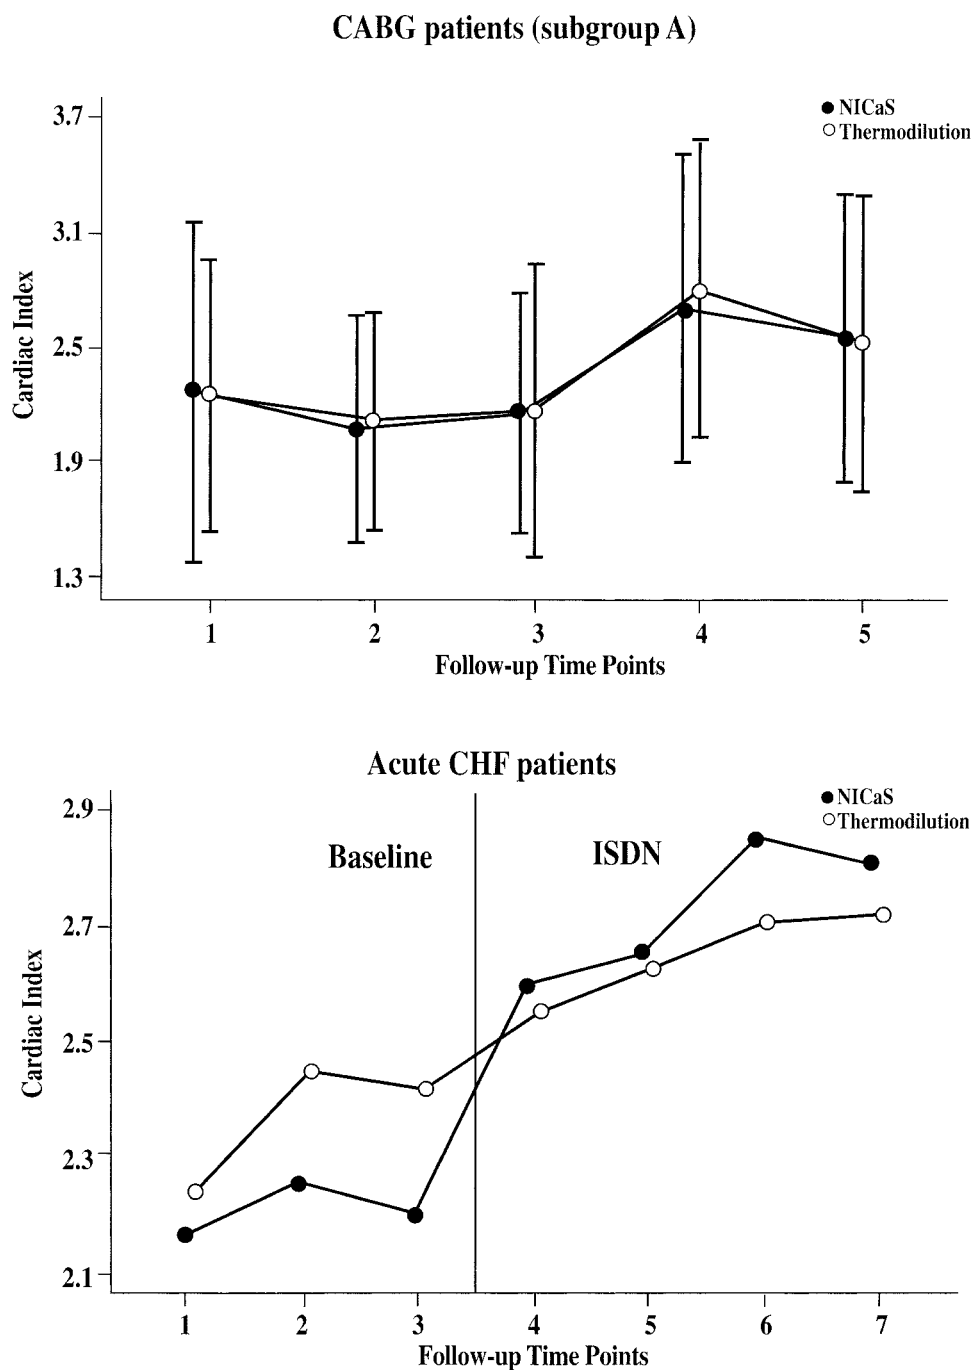 CABG patients (subgroup A)
NICaS
Thermodilution
Cardiac Index
3.7
3.1
2.5
1.9
1.3
1 2 3 4 5
Follow-up Time Points
Acute CHF patients
NICaS
Thermodilution
Baseline
ISDN
Cardiac Index
2.9
2.7
2.5
2.3
2.1
1 2 3 4 5 6 7
Follow-up Time Points